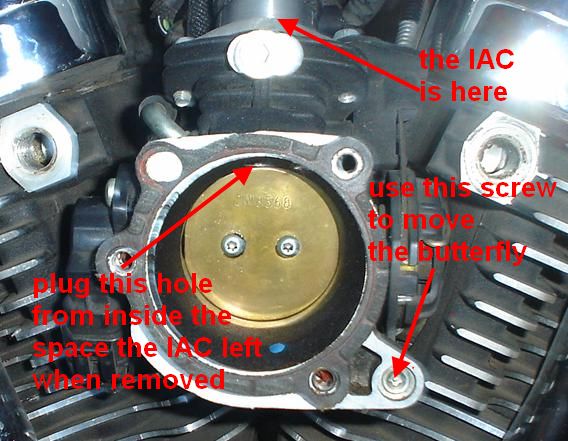 the IAC
is here
use this screw
to move
the butterfly
plug this hole
from inside the
space the IAC left
when removed